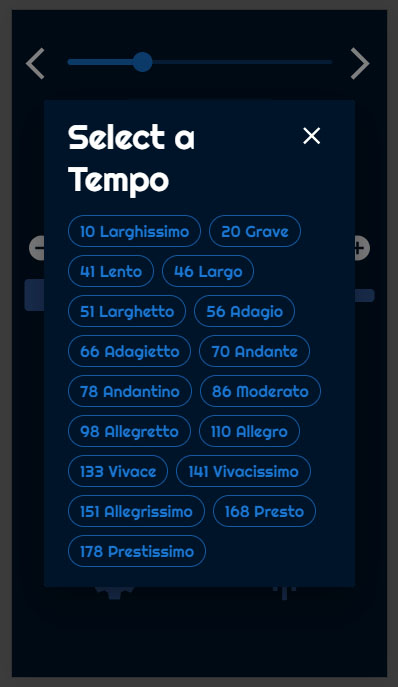 Select a
Tempo
10 Larghissimo 20 Grave
41 Lento 46 Largo
51 Larghetto 56 Adagio
66 Adagietto 70 Andante
78 Andantino 86 Moderato
98 Allegretto 110 Allegro
133 Vivace 141 Vivacissimo
151 Allegrissimo 168 Presto
178 Prestissimo